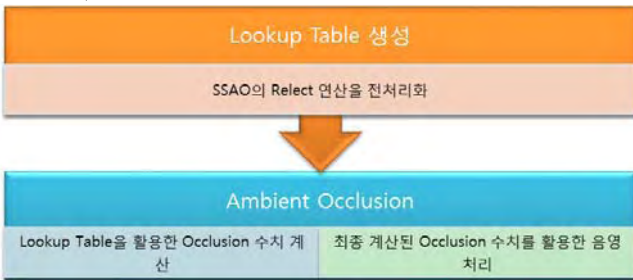 Lookup Table 생성
SSAO의 Relect 연산을 전처리화
Ambient Occlusion
Lookup Table을 활용한 Occlusion 수치 계
산
최종 계산된 Occlusion 수치를 활용한 음영
처리